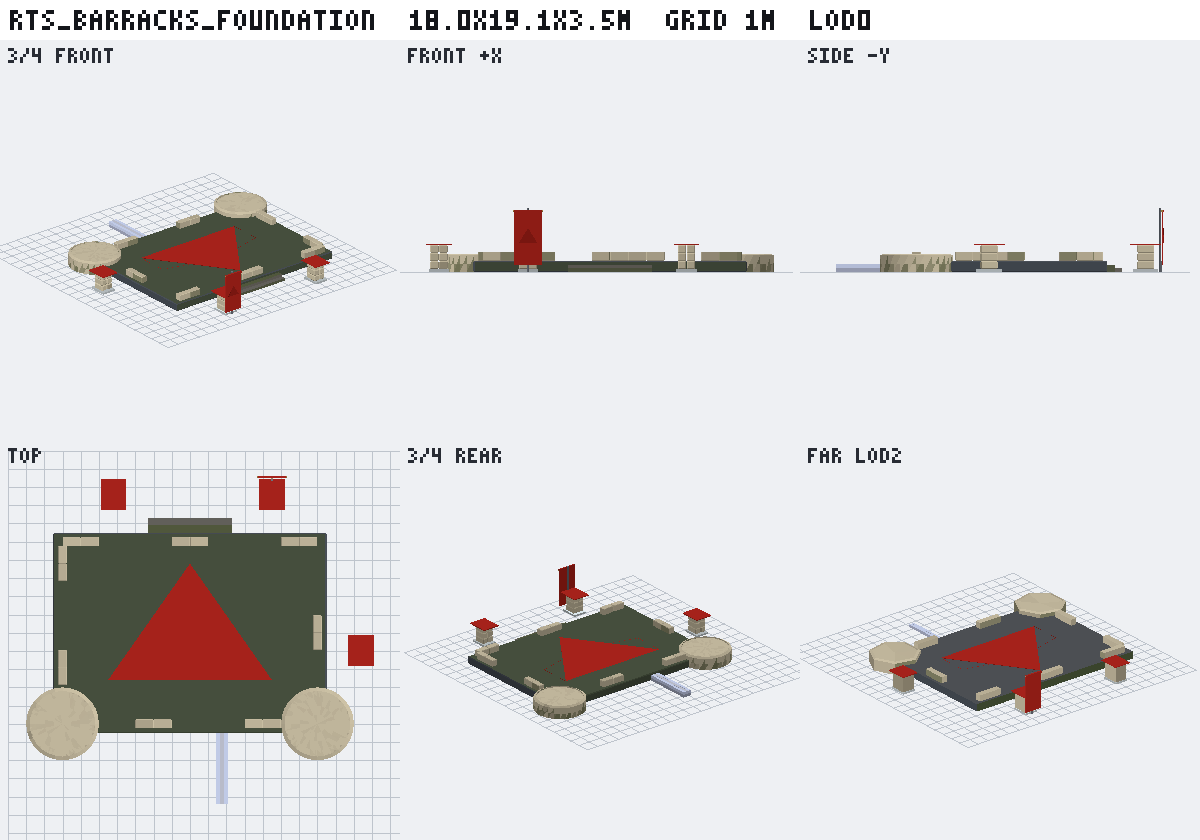 RTS_BARRACKS_FOUNDATION 18.0X19.1X3.5M GRID 1M LOD0
3/4 FRONT
FRONT +X
SIDE -Y
TOP
3/4 REAR
FAR LOD2